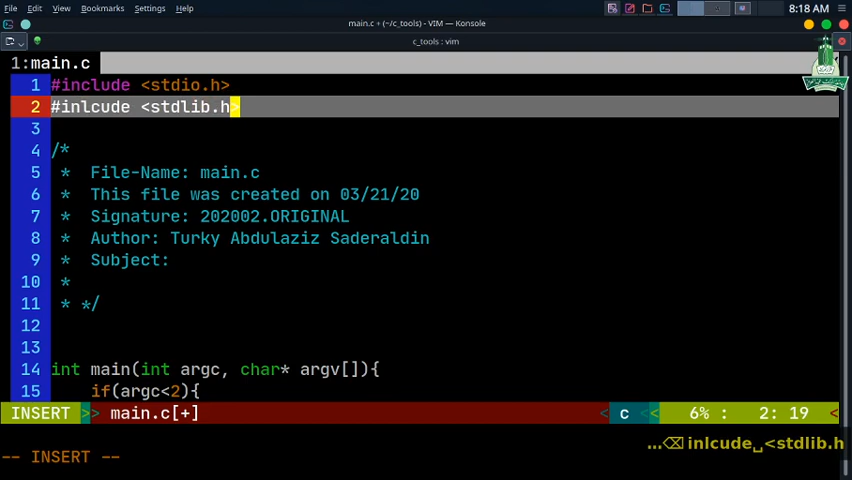 File Edit View Bookmarks Settings Help
8:18 AM
main.c + (~/c_tools) - VIM — Konsole
c_tools : vim
1:main.c
1 #include <stdio.h>
2 #inlcude <stdlib.h>
3
4 /*
5 * File-Name: main.c
6 * This file was created on 03/21/20
7 * Signature: 202002.ORIGINAL
8 * Author: Turky Abdulaziz Saderaldin
9 * Subject:
10 *
11 * */
12
13
14 int main(int argc, char* argv[]){
15 if(argc<2){
INSERT >> main.c[+] < c < 6% : 2: 19 <
…⌫inlcude␣<stdlib.h
-- INSERT --